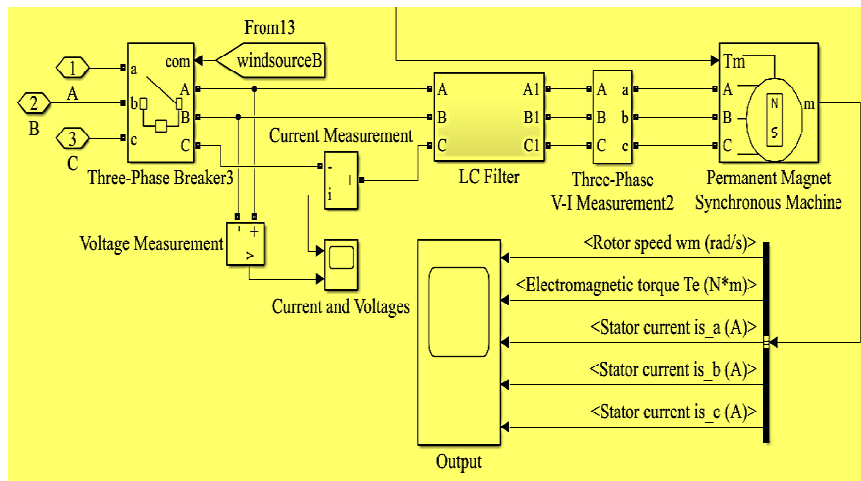 From13
windsourceB
1
2
3
A
B
C
a
b
c
com
A
B
C
Three-Phase Breaker3
Current Measurement
-
i
I
Voltage Measurement
- +
v
Current and Voltages
A
B
C
A1
B1
C1
LC Filter
A
B
C
a
b
c
Three-Phase
V-I Measurement2
Tm
A
B
C
N
S
m
Permanent Magnet
Synchronous Machine
<Rotor speed wm (rad/s)>
<Electromagnetic torque Te (N*m)>
<Stator current is_a (A)>
<Stator current is_b (A)>
<Stator current is_c (A)>
Output